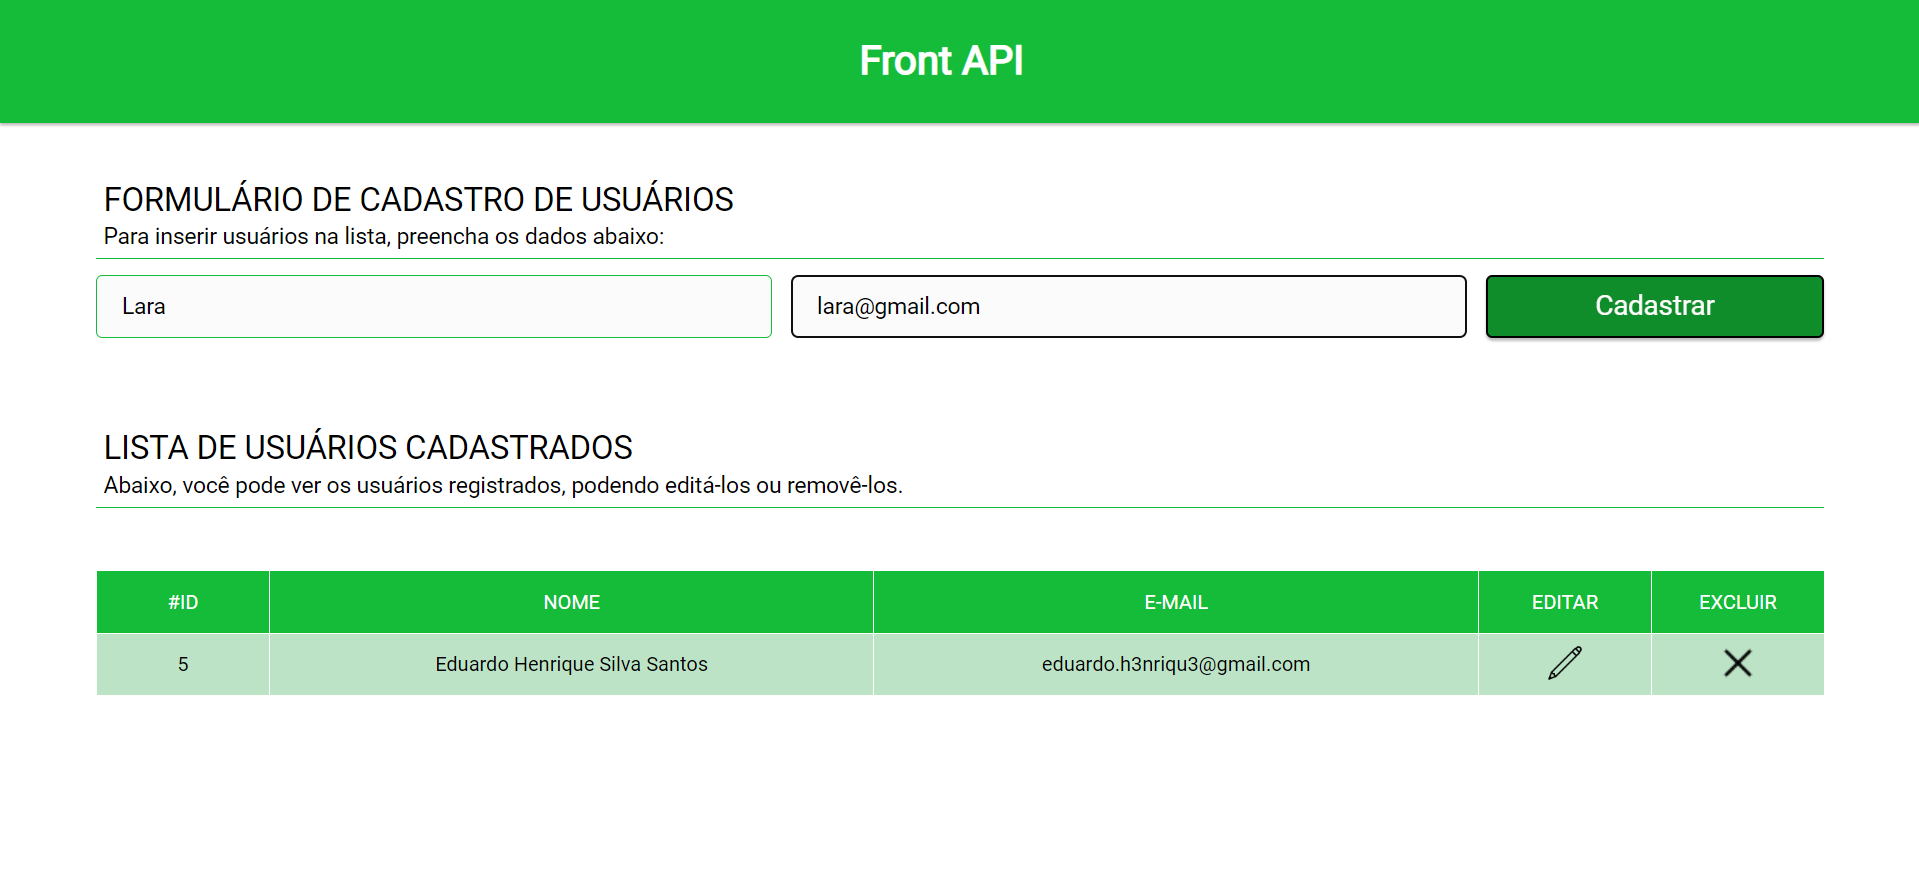 Front API
FORMULÁRIO DE CADASTRO DE USUÁRIOS
Para inserir usuários na lista, preencha os dados abaixo:
Lara lara@gmail.com Cadastrar
LISTA DE USUÁRIOS CADASTRADOS
Abaixo, você pode ver os usuários registrados, podendo editá-los ou removê-los.
#ID NOME E-MAIL EDITAR EXCLUIR
5 Eduardo Henrique Silva Santos eduardo.h3nriqu3@gmail.com